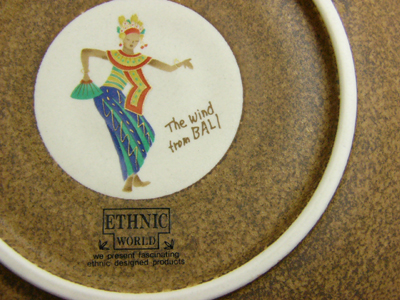 The wind
from BALI
ETHNIC
WORLD
we present fascinating
ethnic designed products